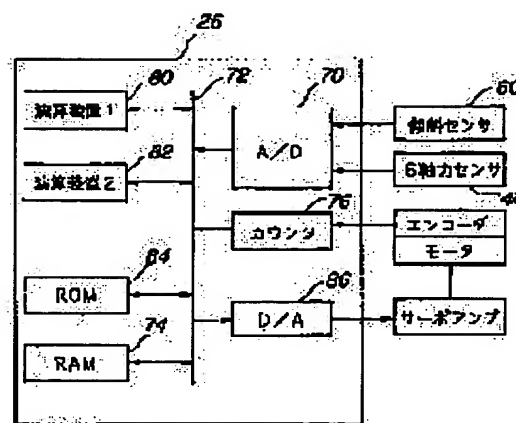 26
80
72
70
60
演算装置1
A/D
傾斜センサ
82
6軸力センサ
演算装置2
76
カウンタ
エンコーダ
モータ
84
ROM
86
D/A
サーボアンプ
74
RAM